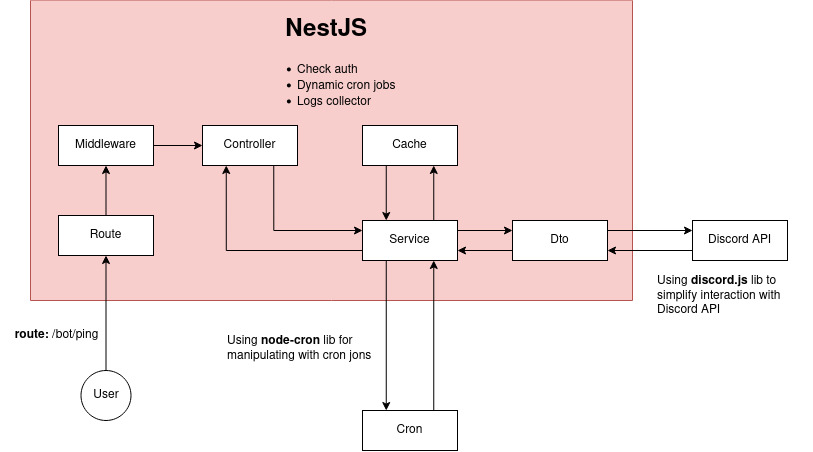 NestJS
• Check auth
• Dynamic cron jobs
• Logs collector
Middleware
Controller
Cache
Route
Service
Dto
Discord API
Using discord.js lib to
simplify interaction with
Discord API
route: /bot/ping
Using node-cron lib for
manipulating with cron jons
User
Cron